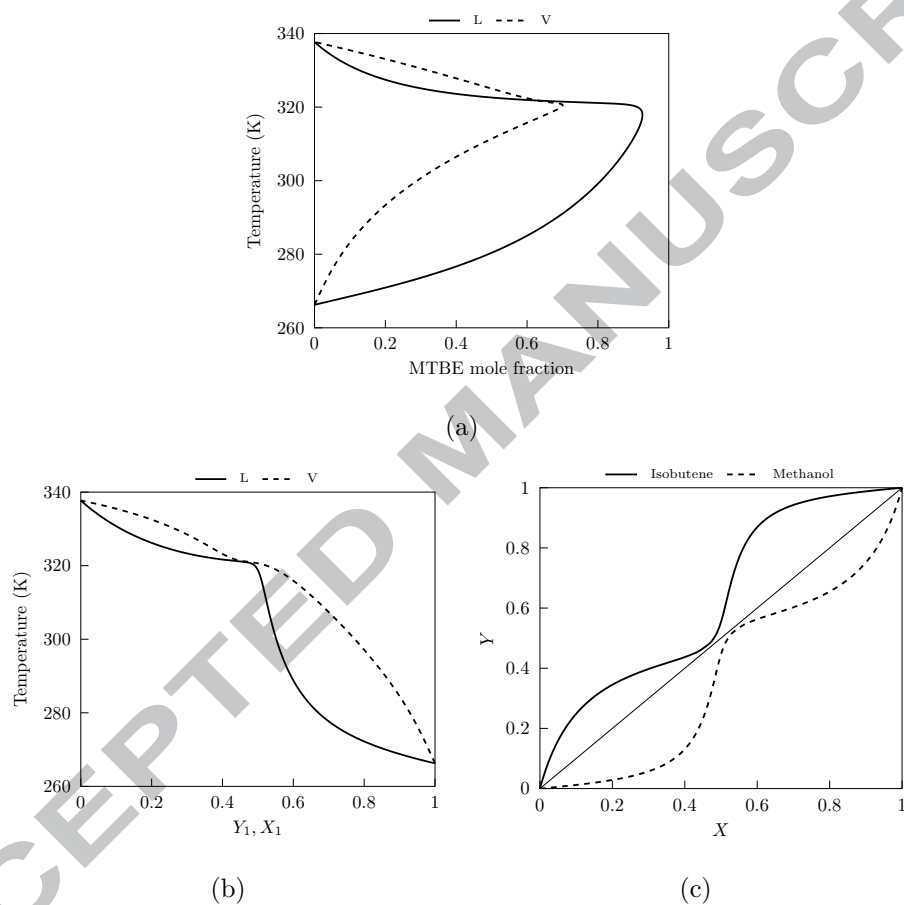 L V
340
320
300
280
260
Temperature (K)
0 0.2 0.4 0.6 0.8 1
MTBE mole fraction
(a)
L V
340
320
300
280
260
Temperature (K)
0 0.2 0.4 0.6 0.8 1
Y1, X1
(b)
Isobutene Methanol
1
0.8
0.6
0.4
0.2
0
Y
0 0.2 0.4 0.6 0.8 1
X
(c)
CEPTED MANUSCR